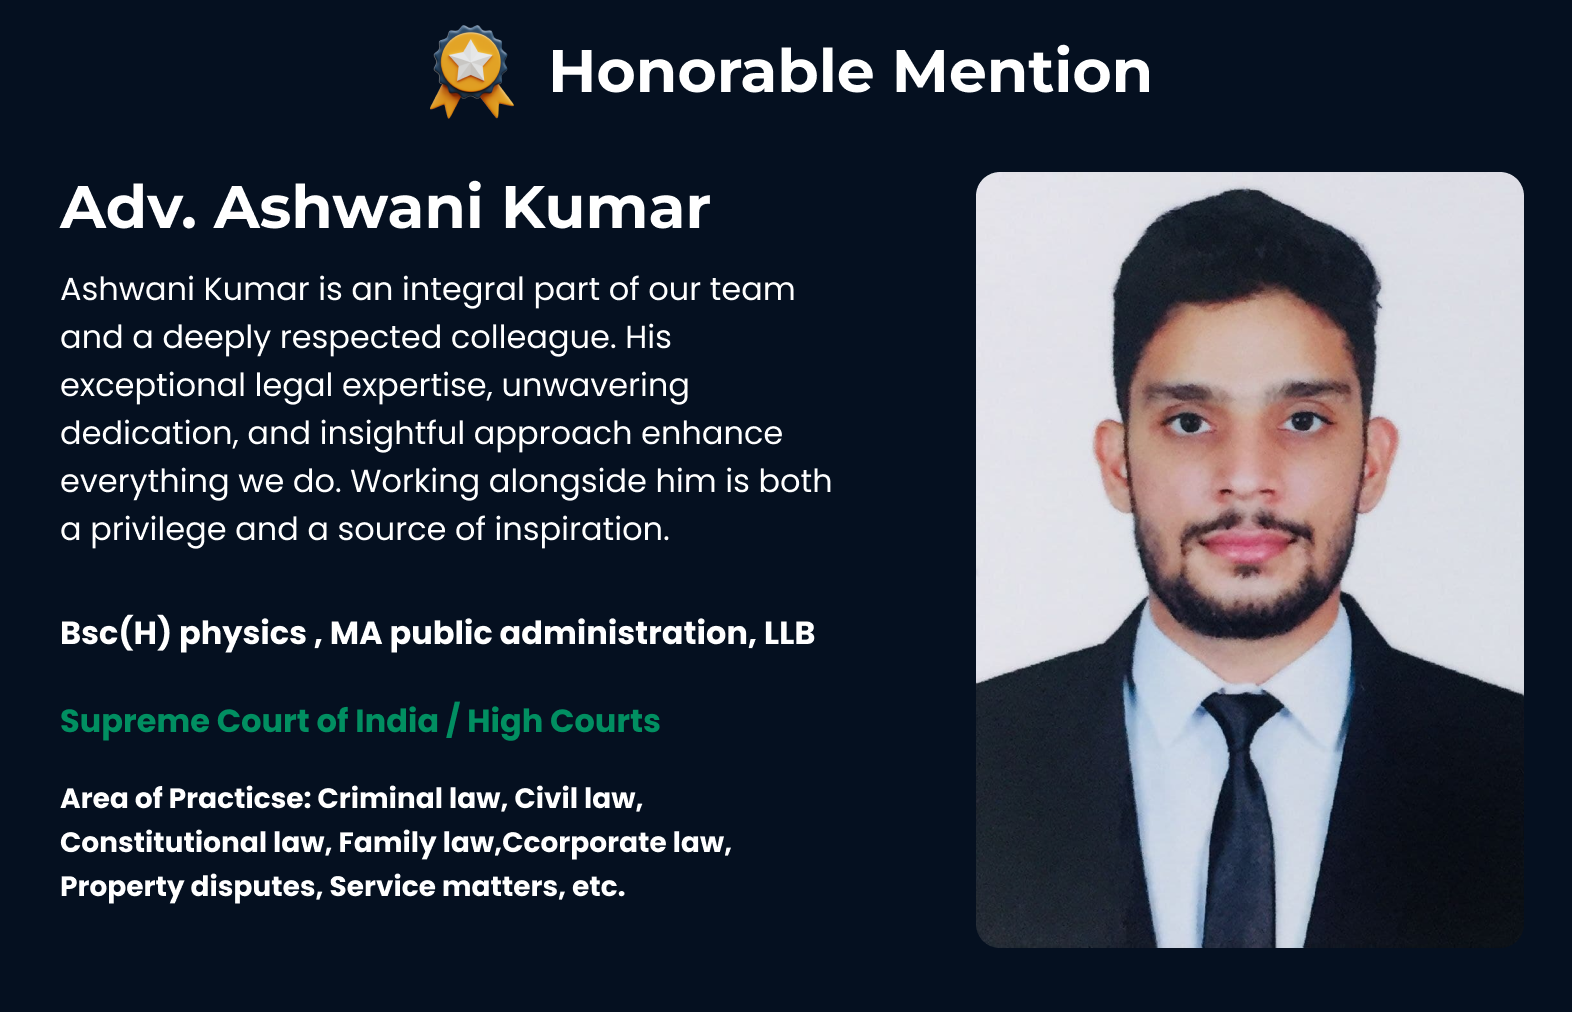 Honorable Mention
Adv. Ashwani Kumar
Ashwani Kumar is an integral part of our team
and a deeply respected colleague. His
exceptional legal expertise, unwavering
dedication, and insightful approach enhance
everything we do. Working alongside him is both
a privilege and a source of inspiration.
Bsc(H) physics , MA public administration, LLB
Supreme Court of India / High Courts
Area of Practicse: Criminal law, Civil law,
Constitutional law, Family law,Ccorporate law,
Property disputes, Service matters, etc.